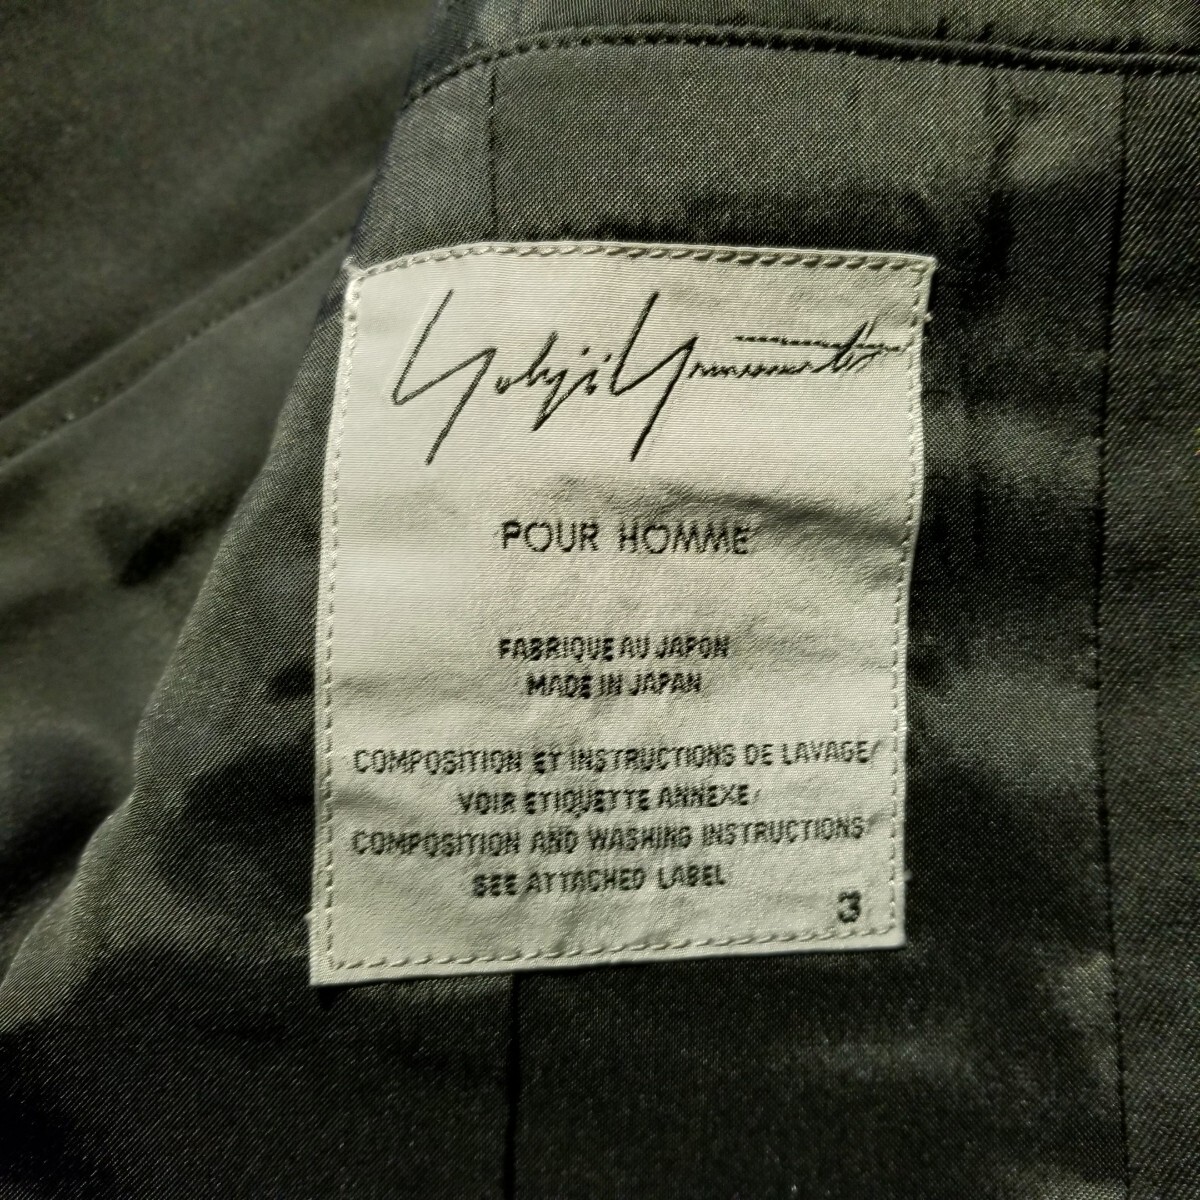 Yohji Yamamoto
POUR HOMME
FABRIQUE AU JAPON
MADE IN JAPAN
COMPOSITION ET INSTRUCTIONS DE LAVAGE/
VOIR ETIQUETTE ANNEXE/
COMPOSITION AND WASHING INSTRUCTIONS/
SEE ATTACHED LABEL
3